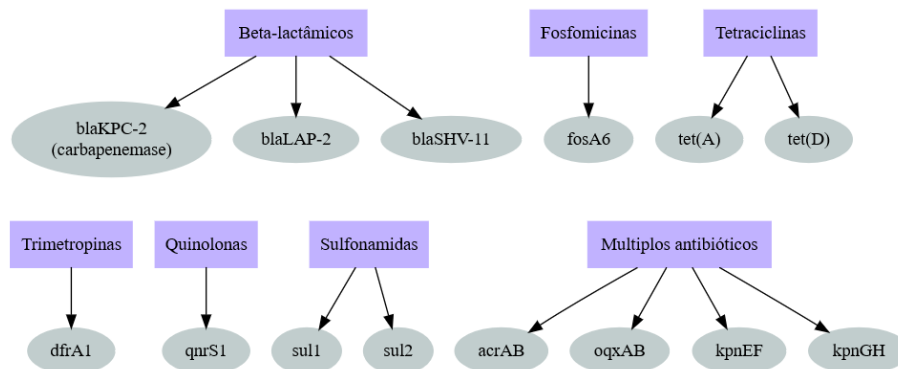 Beta-lactâmicos
Fosfomicinas
Tetraciclinas
blaKPC-2
(carbapenemase)
blaLAP-2
blaSHV-11
fosA6
tet(A)
tet(D)
Trimetropinas
Quinolonas
Sulfonamidas
Multiplos antibióticos
dfrA1
qnrS1
sul1
sul2
acrAB
oqxAB
kpnEF
kpnGH